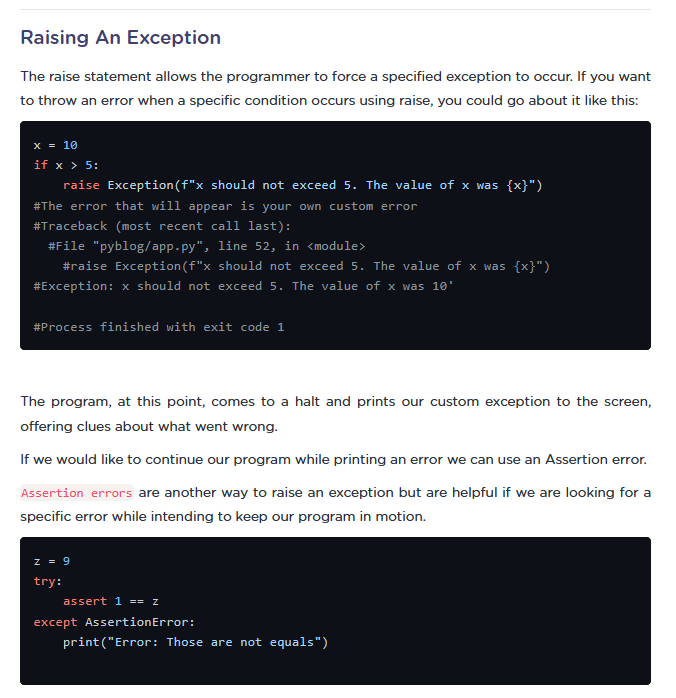 Raising An Exception
The raise statement allows the programmer to force a specified exception to occur. If you want
to throw an error when a specific condition occurs using raise, you could go about it like this:
x = 10
if x > 5:
    raise Exception(f"x should not exceed 5. The value of x was {x}")
#The error that will appear is your own custom error
#Traceback (most recent call last):
  #File "pyblog/app.py", line 52, in <module>
    #raise Exception(f"x should not exceed 5. The value of x was {x}")
#Exception: x should not exceed 5. The value of x was 10'
#Process finished with exit code 1
The program, at this point, comes to a halt and prints our custom exception to the screen,
offering clues about what went wrong.
If we would like to continue our program while printing an error we can use an Assertion error.
Assertion errors are another way to raise an exception but are helpful if we are looking for a
specific error while intending to keep our program in motion.
z = 9
try:
    assert 1 == z
except AssertionError:
    print("Error: Those are not equals")